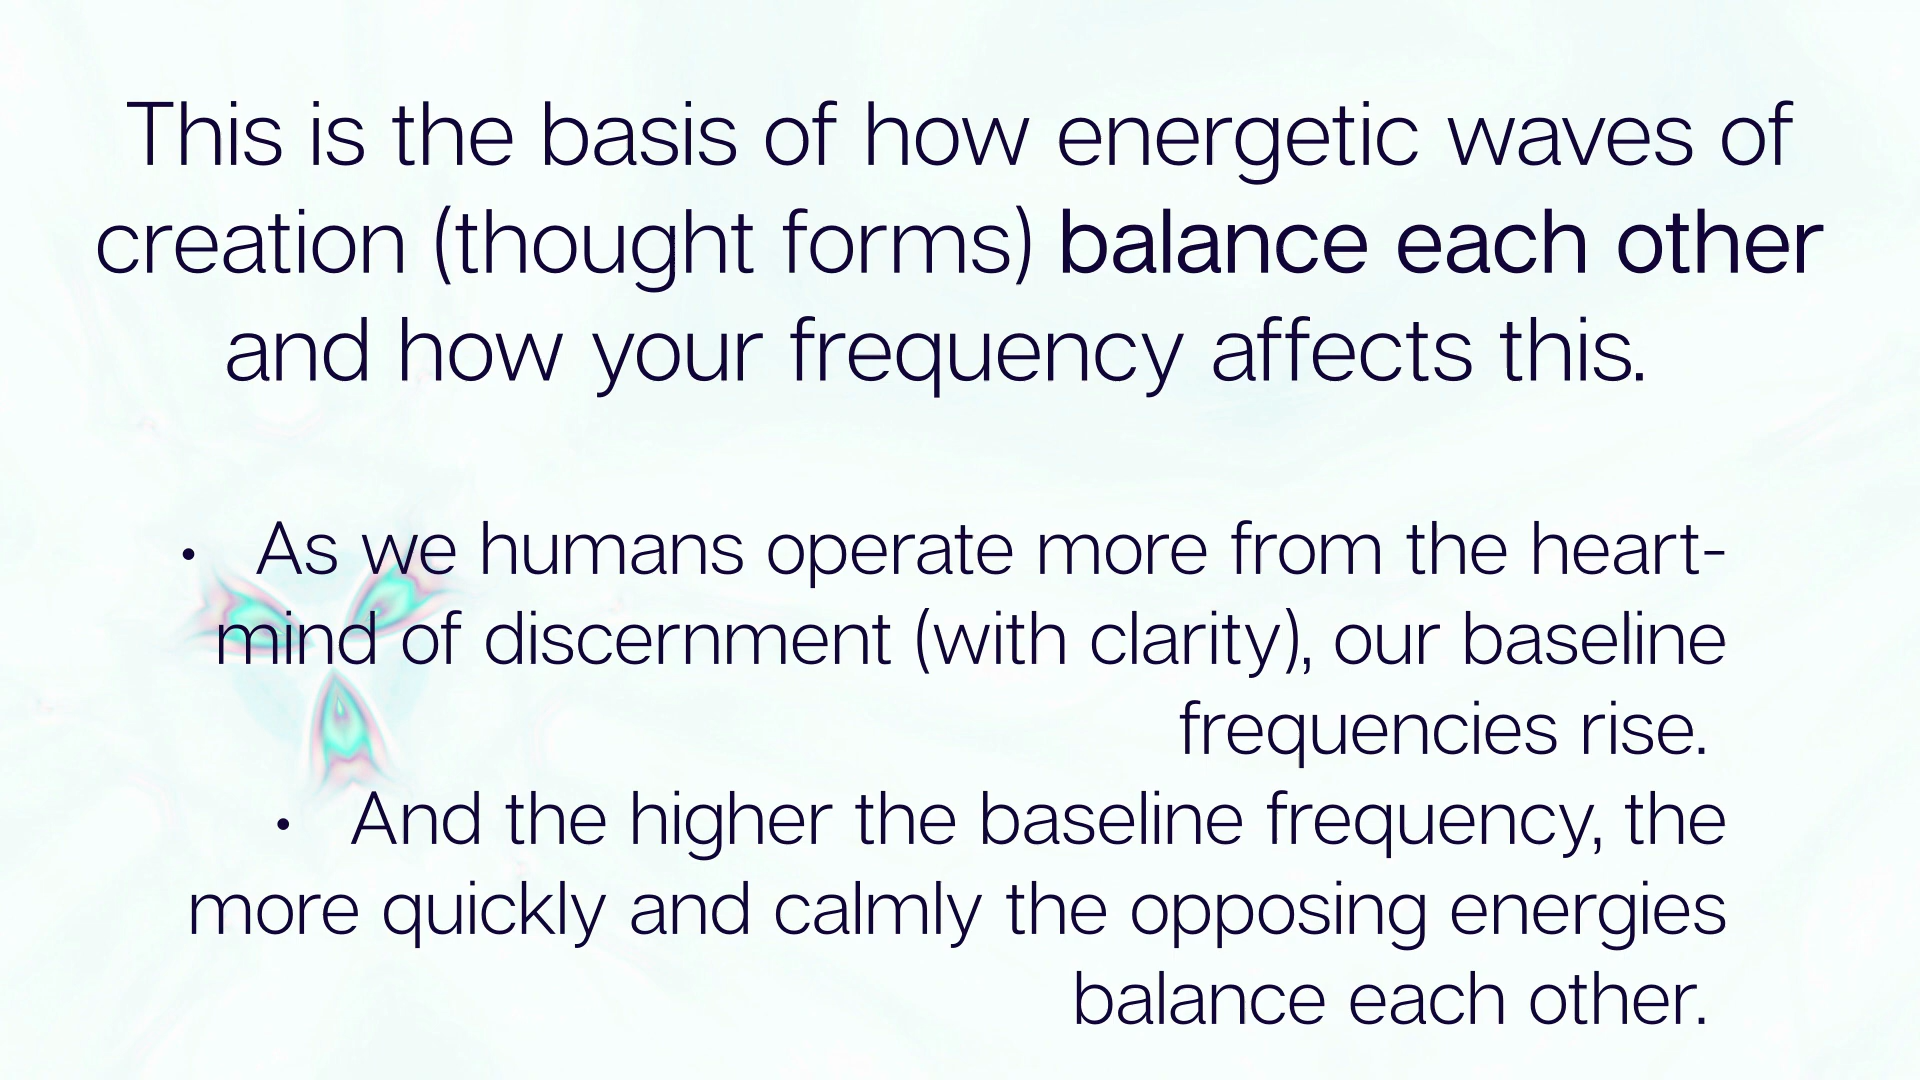 This is the basis of how energetic waves of
creation (thought forms) balance each other
and how your frequency affects this.
• As we humans operate more from the heart-
mind of discernment (with clarity), our baseline
frequencies rise.
• And the higher the baseline frequency, the
more quickly and calmly the opposing energies
balance each other.